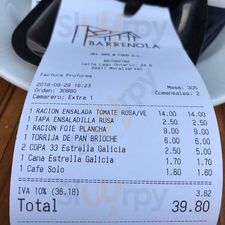 BARRENOLA
Factura Proforma
2018-09-29 18:23
Mesa: 305
Orden: 30980
Comensales: 2
Camarero: Extra 1
1 RACION ENSALADA TOMATE ROSA/VE 14.00 14.00
1 TAPA ENSALADILLA RUSA 2.50 2.50
1 RACION FOIE PLANCHA 9.00 9.00
1 TORRIJA DE PAN BRIOCHE 6.00 6.00
2 COPA 33 Estrella Galicia 2.50 5.00
1 Cana Estrella Galicia 1.70 1.70
1 Cafe Solo 1.60 1.60
IVA 10% (36,18) 3.62
Total 39.80